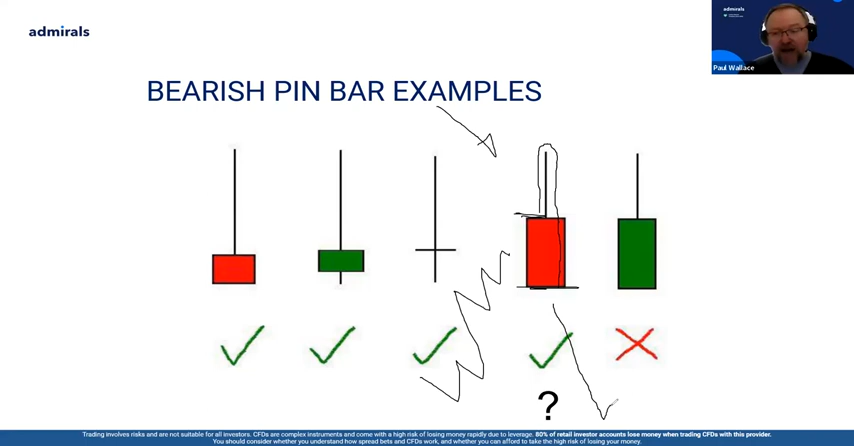 admirals
admirals
Paul Wallace
BEARISH PIN BAR EXAMPLES
?
Trading involves risks and are not suitable for all investors. CFDs are complex instruments and come with a high risk of losing money rapidly due to leverage. 80% of retail investor accounts lose money when trading CFDs with this provider.
You should consider whether you understand how spread bets and CFDs work, and whether you can afford to take the high risk of losing your money.